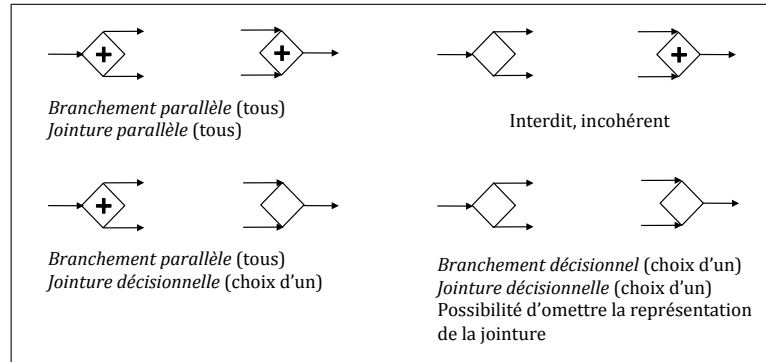 Branchement parallèle (tous)
Jointure parallèle (tous)
Interdit, incohérent
Branchement parallèle (tous)
Jointure décisionnelle (choix d'un)
Branchement décisionnel (choix d'un)
Jointure décisionnelle (choix d'un)
Possibilité d'omettre la représentation
de la jointure